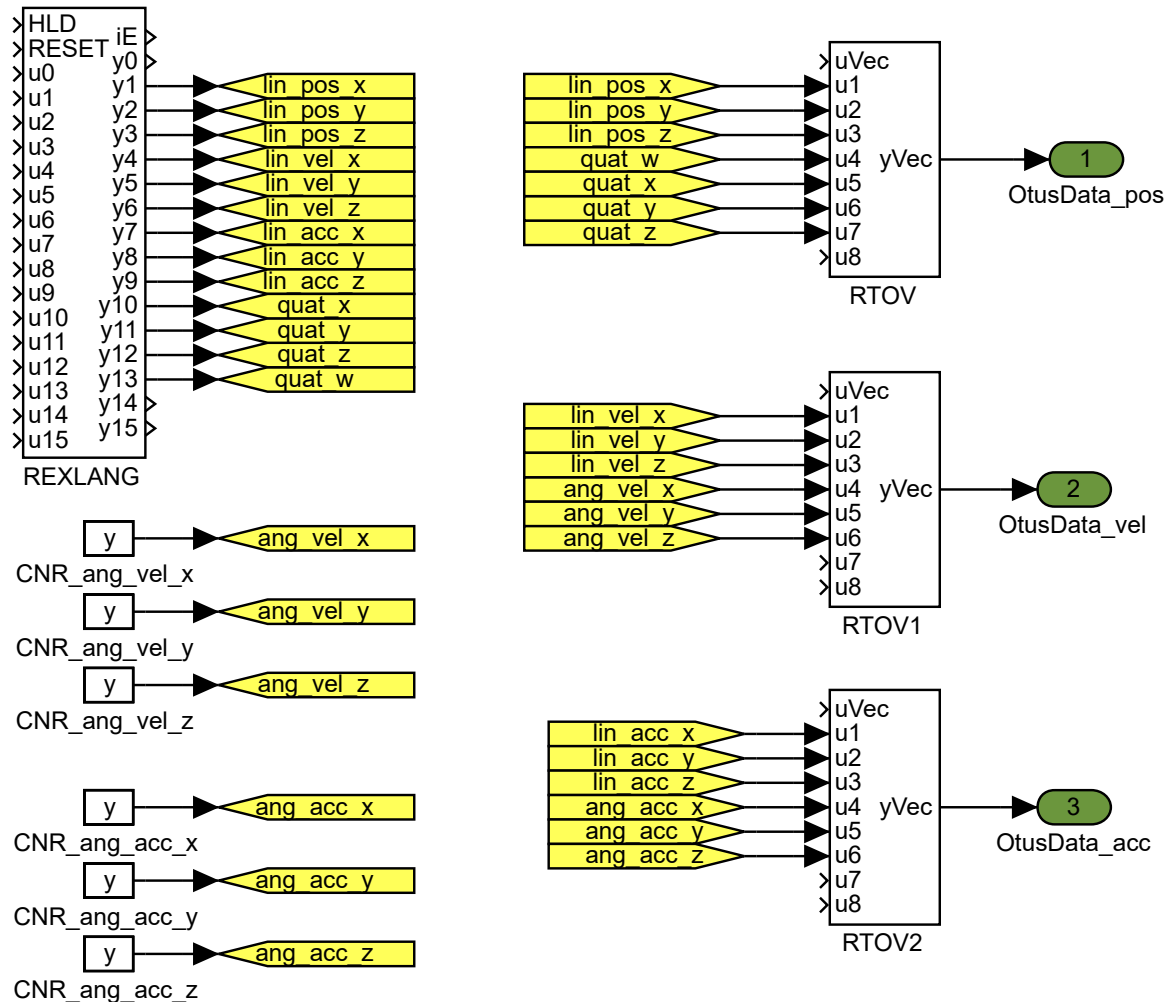 HLD
RESET
u0
u1
u2
u3
u4
u5
u6
u7
u8
u9
u10
u11
u12
u13
u14
u15
iE
y0
y1
y2
y3
y4
y5
y6
y7
y8
y9
y10
y11
y12
y13
y14
y15
REXLANG
lin_pos_x
lin_pos_y
lin_pos_z
lin_vel_x
lin_vel_y
lin_vel_z
lin_acc_x
lin_acc_y
lin_acc_z
quat_x
quat_y
quat_z
quat_w
y
ang_vel_x
CNR_ang_vel_x
y
ang_vel_y
CNR_ang_vel_y
y
ang_vel_z
CNR_ang_vel_z
y
ang_acc_x
CNR_ang_acc_x
y
ang_acc_y
CNR_ang_acc_y
y
ang_acc_z
CNR_ang_acc_z
lin_pos_x
lin_pos_y
lin_pos_z
quat_w
quat_x
quat_y
quat_z
uVec
u1
u2
u3
u4
u5
u6
u7
u8
yVec
RTOV
1
OtusData_pos
lin_vel_x
lin_vel_y
lin_vel_z
ang_vel_x
ang_vel_y
ang_vel_z
uVec
u1
u2
u3
u4
u5
u6
u7
u8
yVec
RTOV1
2
OtusData_vel
lin_acc_x
lin_acc_y
lin_acc_z
ang_acc_x
ang_acc_y
ang_acc_z
uVec
u1
u2
u3
u4
u5
u6
u7
u8
yVec
RTOV2
3
OtusData_acc